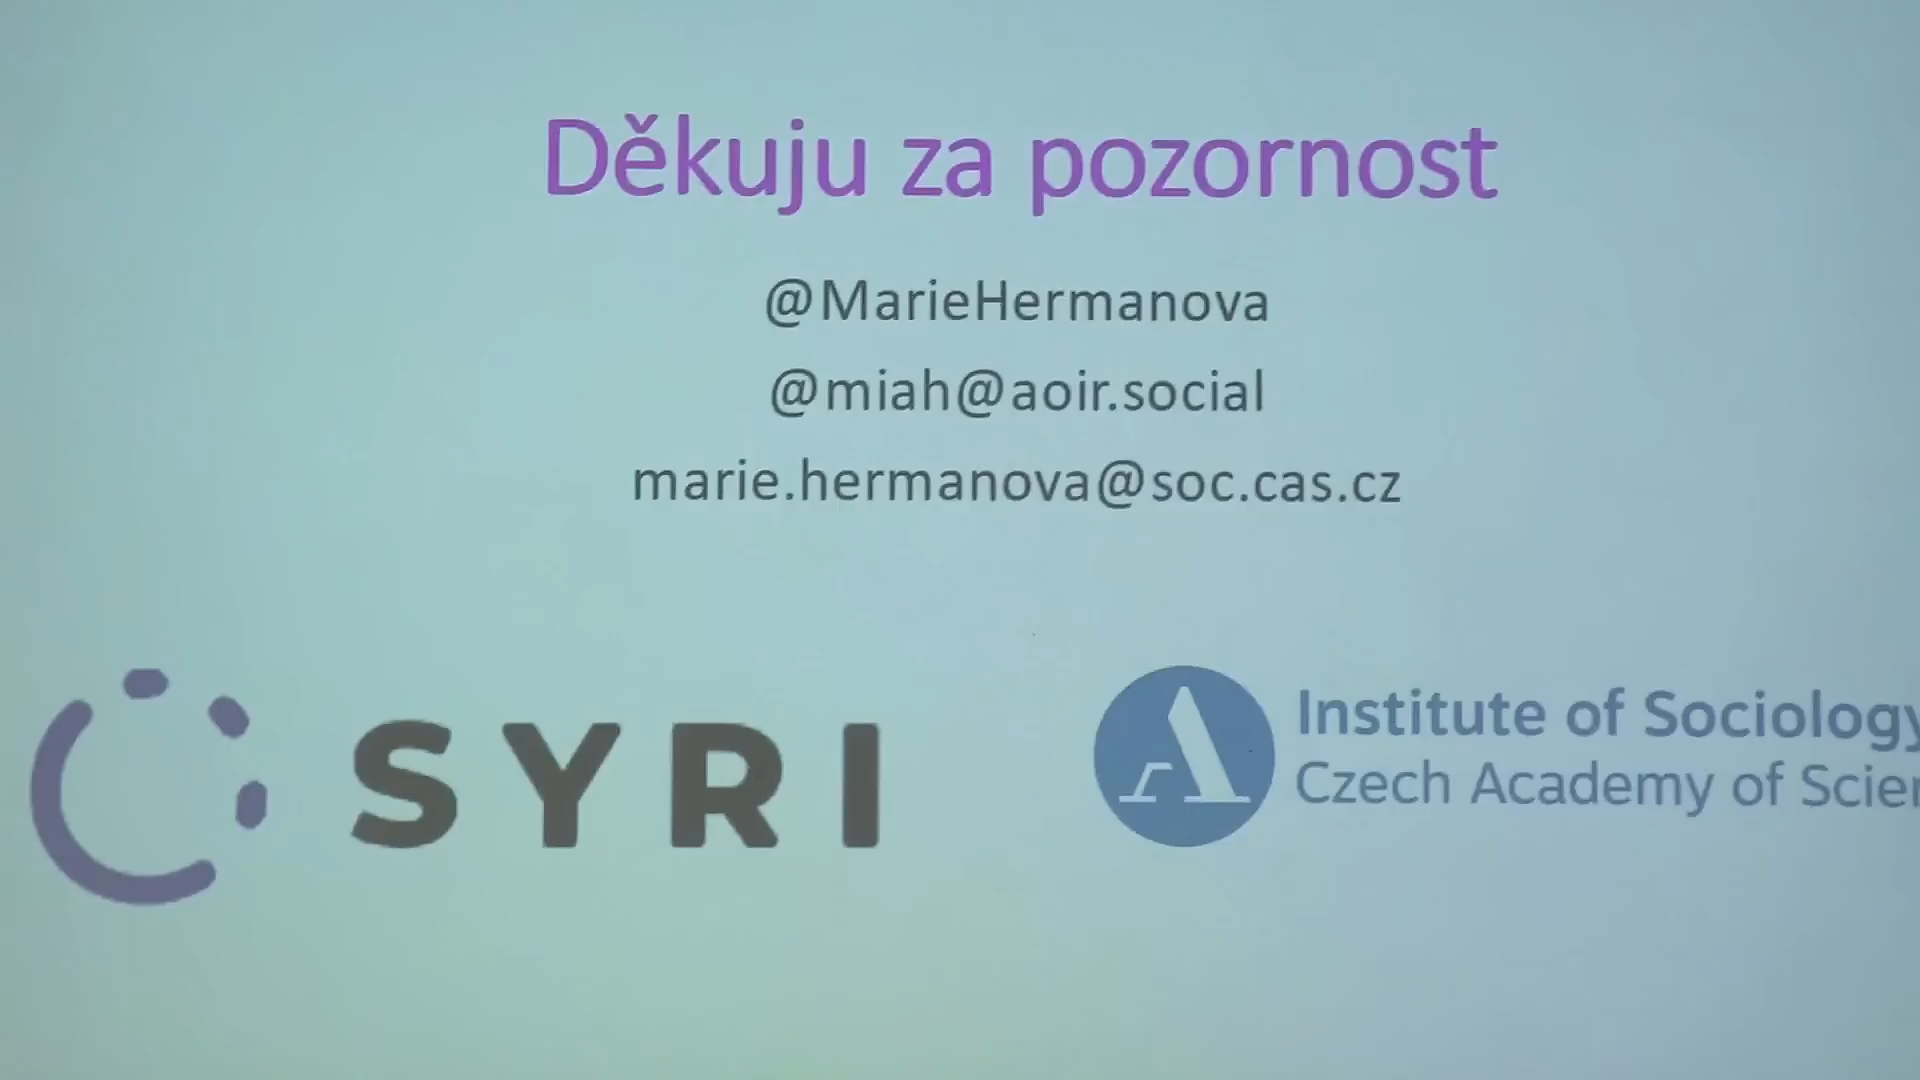 Děkuju za pozornost
@MarieHermanova
@miah@aoir.social
marie.hermanova@soc.cas.cz
SYRI
Institute of Sociology
Czech Academy of